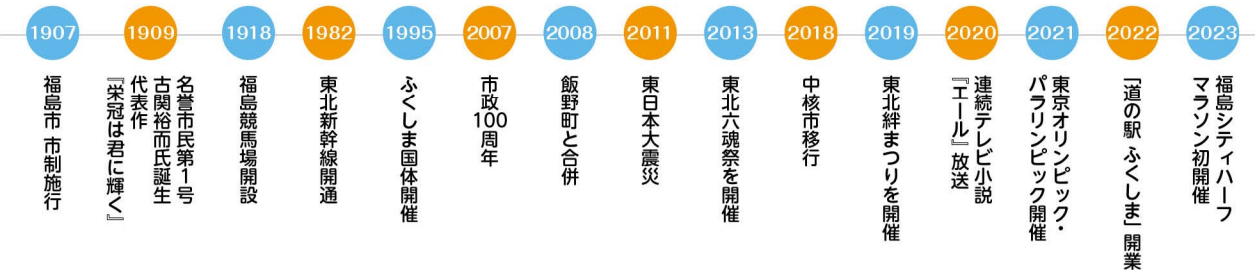 1907
福島市 市制施行
1909
名誉市民第1号
古関裕而氏誕生
代表作
『栄冠は君に輝く』
1918
福島競馬場開設
1982
東北新幹線開通
1995
ふくしま国体開催
2007
市政100周年
2008
飯野町と合併
2011
東日本大震災
2013
東北六魂祭を開催
2018
中核市移行
2019
東北絆まつりを開催
2020
連続テレビ小説
『エール』放送
2021
東京オリンピック・
パラリンピック開催
2022
「道の駅 ふくしま」開業
2023
福島シティハーフ
マラソン初開催